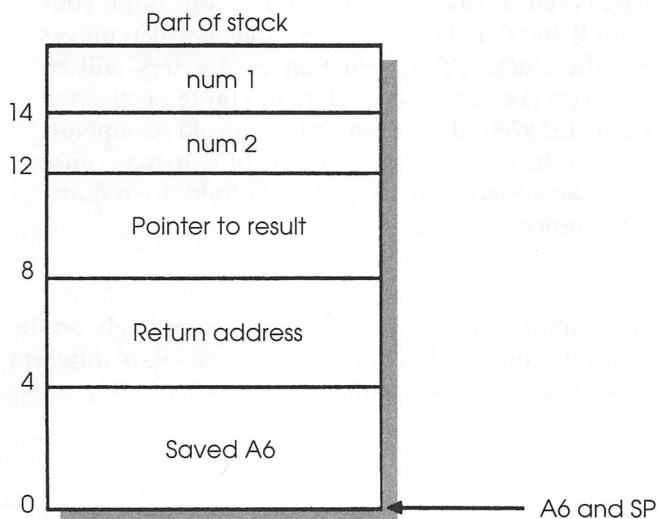 Part of stack
num 1
14
num 2
12
Pointer to result
8
Return address
4
Saved A6
0
A6 and SP